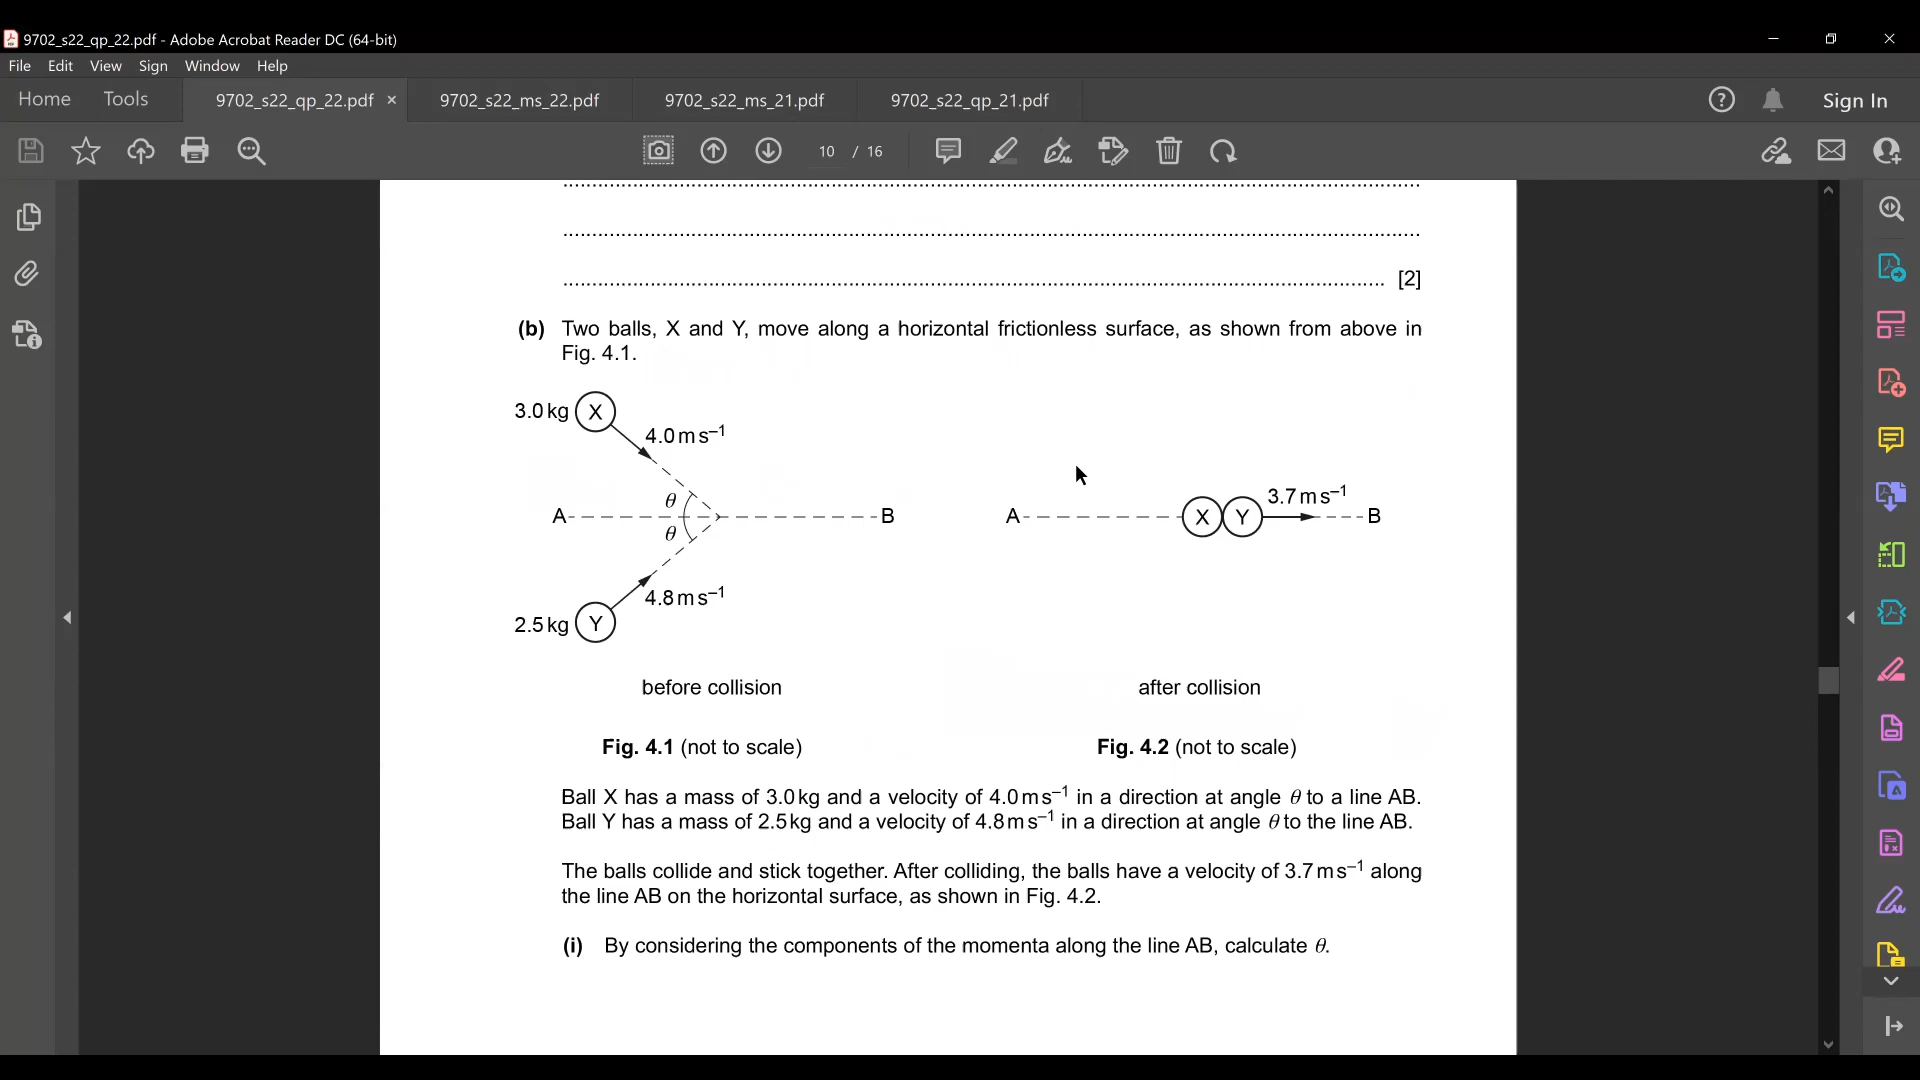 9702_s22_qp_22.pdf - Adobe Acrobat Reader DC (64-bit)
File Edit View Sign Window Help
Home Tools 9702_s22_qp_22.pdf × 9702_s22_ms_22.pdf 9702_s22_ms_21.pdf 9702_s22_qp_21.pdf Sign In
10 / 16
[2]
(b) Two balls, X and Y, move along a horizontal frictionless surface, as shown from above in
Fig. 4.1.
3.0 kg X
4.0 m s⁻¹
θ
A B
θ
4.8 m s⁻¹
2.5 kg Y
before collision
Fig. 4.1 (not to scale)
3.7 m s⁻¹
A X Y B
after collision
Fig. 4.2 (not to scale)
Ball X has a mass of 3.0 kg and a velocity of 4.0 m s⁻¹ in a direction at angle θ to a line AB.
Ball Y has a mass of 2.5 kg and a velocity of 4.8 m s⁻¹ in a direction at angle θ to the line AB.
The balls collide and stick together. After colliding, the balls have a velocity of 3.7 m s⁻¹ along
the line AB on the horizontal surface, as shown in Fig. 4.2.
(i) By considering the components of the momenta along the line AB, calculate θ.